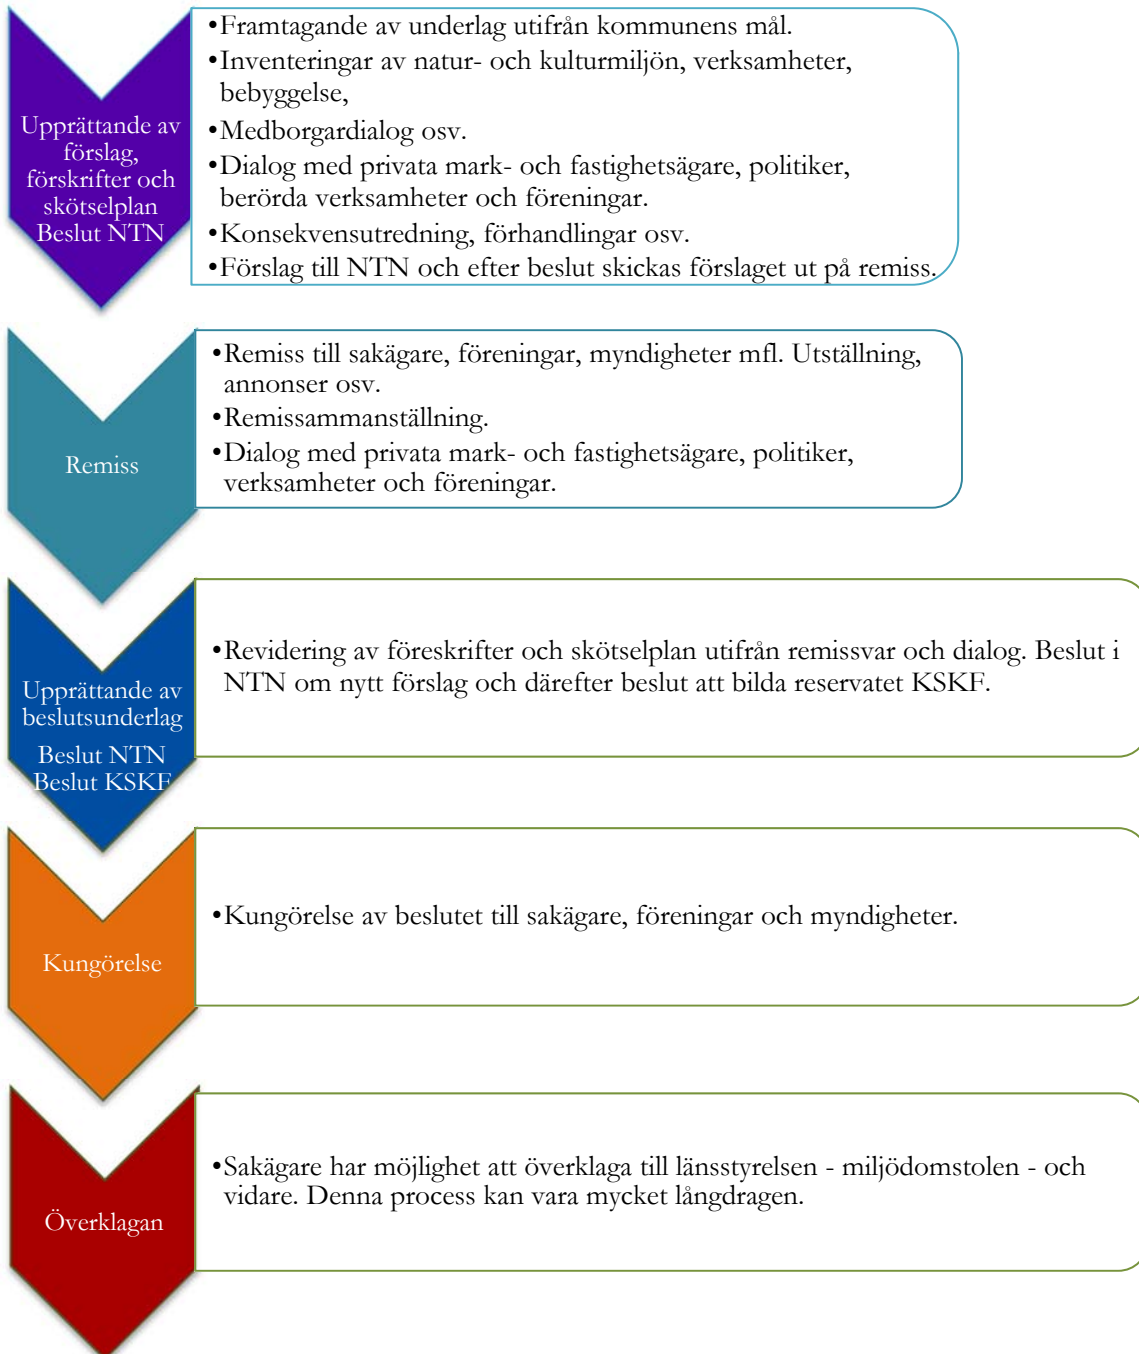 Upprättande av
förslag,
förskrifter och
skötselplan
Beslut NTN
•Framtagande av underlag utifrån kommunens mål.
•Inventeringar av natur- och kulturmiljön, verksamheter,
bebyggelse,
•Medborgardialog osv.
•Dialog med privata mark- och fastighetsägare, politiker,
berörda verksamheter och föreningar.
•Konsekvensutredning, förhandlingar osv.
•Förslag till NTN och efter beslut skickas förslaget ut på remiss.
Remiss
•Remiss till sakägare, föreningar, myndigheter mfl. Utställning,
annonser osv.
•Remissammanställning.
•Dialog med privata mark- och fastighetsägare, politiker,
verksamheter och föreningar.
Upprättande av
beslutsunderlag
Beslut NTN
Beslut KSKF
•Revidering av föreskrifter och skötselplan utifrån remissvar och dialog. Beslut i
NTN om nytt förslag och därefter beslut att bilda reservatet KSKF.
Kungörelse
•Kungörelse av beslutet till sakägare, föreningar och myndigheter.
Överklagan
•Sakägare har möjlighet att överklaga till länsstyrelsen - miljödomstolen - och
vidare. Denna process kan vara mycket långdragen.